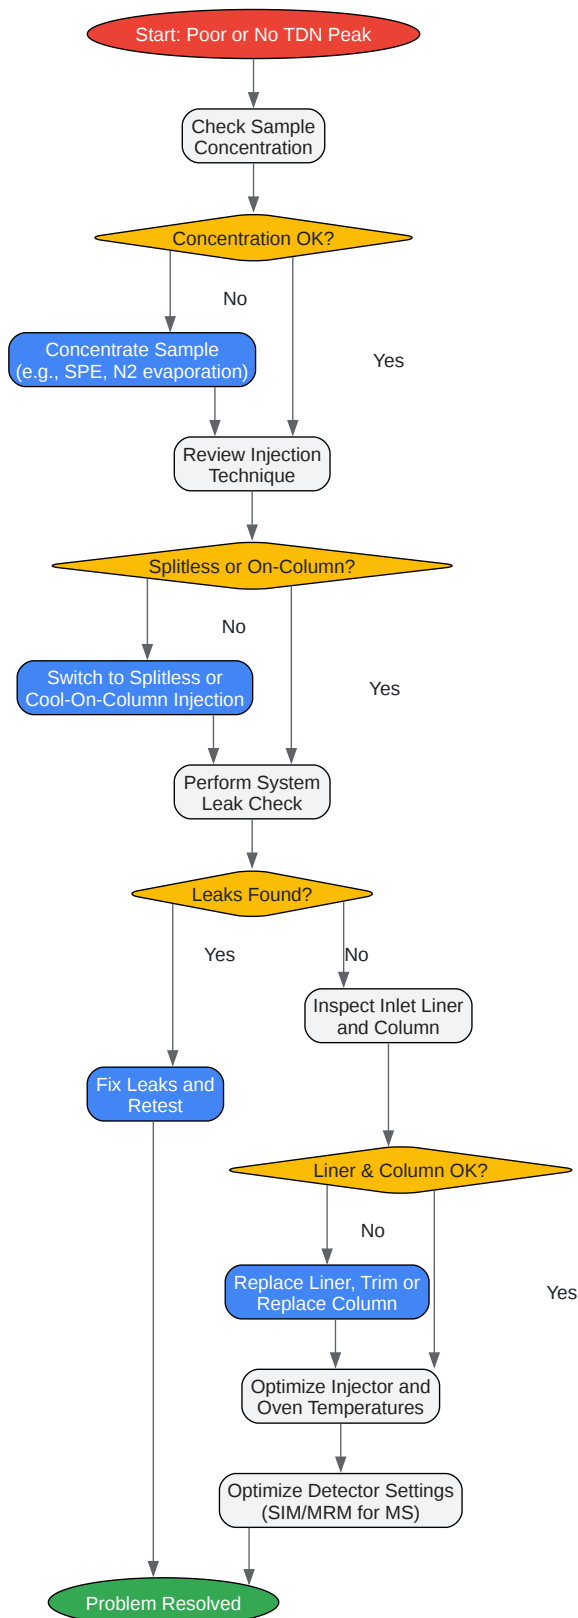 Start: Poor or No TDN Peak
Check Sample
Concentration
Concentration OK?
No
Concentrate Sample
(e.g., SPE, N2 evaporation)
Yes
Review Injection
Technique
Splitless or On-Column?
No
Switch to Splitless or
Cool-On-Column Injection
Yes
Perform System
Leak Check
Leaks Found?
Yes
No
Inspect Inlet Liner
and Column
Fix Leaks and
Retest
Liner & Column OK?
No
Replace Liner, Trim or
Replace Column
Yes
Optimize Injector and
Oven Temperatures
Optimize Detector Settings
(SIM/MRM for MS)
Problem Resolved